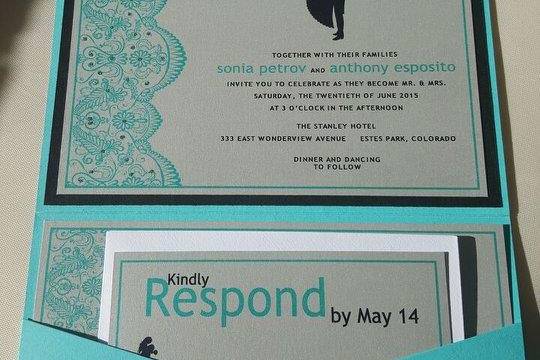 TOGETHER WITH THEIR FAMILIES
sonia petrov AND anthony esposito
INVITE YOU TO CELEBRATE AS THEY BECOME MR. & MRS.
SATURDAY, THE TWENTIETH OF JUNE 2015
AT 3 O'CLOCK IN THE AFTERNOON
THE STANLEY HOTEL
333 EAST WONDERVIEW AVENUE ESTES PARK, COLORADO
DINNER AND DANCING
TO FOLLOW
Kindly
Respond by May 14